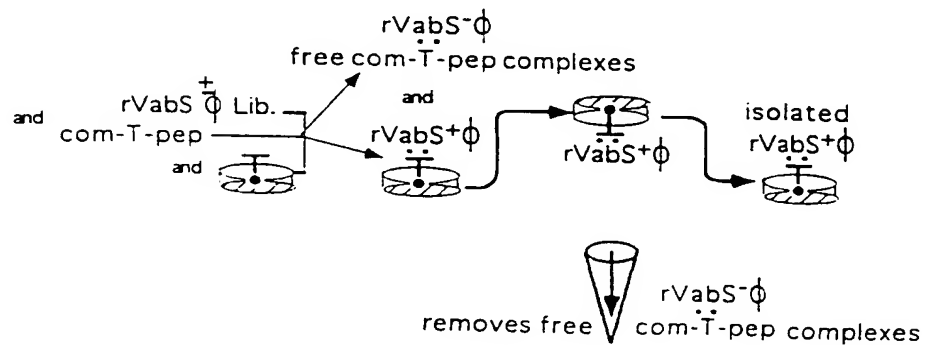 rVabS⁻ϕ
free com-T̈-pep complexes
and
rVabS ±ϕ Lib.
and
com-T-pep
and
rVabS⁺ϕ
rVabS⁺ϕ
isolated
rVabS⁺ϕ
rVabS⁻ϕ
removes free com-T̈-pep complexes